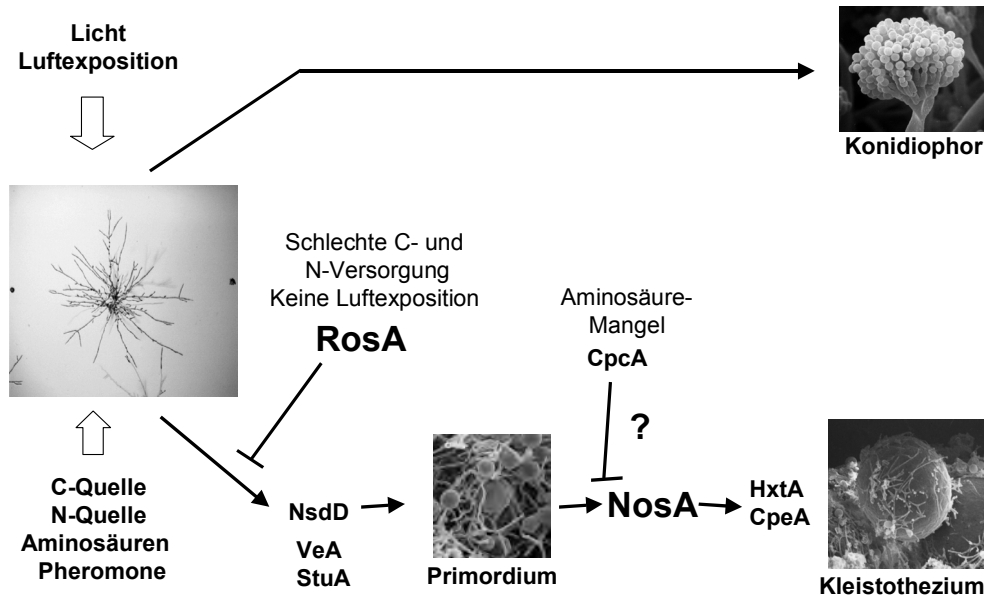 Licht
Luftexposition
Konidiophor
Schlechte C- und
N-Versorgung
Keine Luftexposition
RosA
Aminosäure-
Mangel
CpcA
?
C-Quelle
N-Quelle
Aminosäuren
Pheromone
NsdD
VeA
StuA
Primordium
NosA
HxtA
CpeA
Kleistothezium